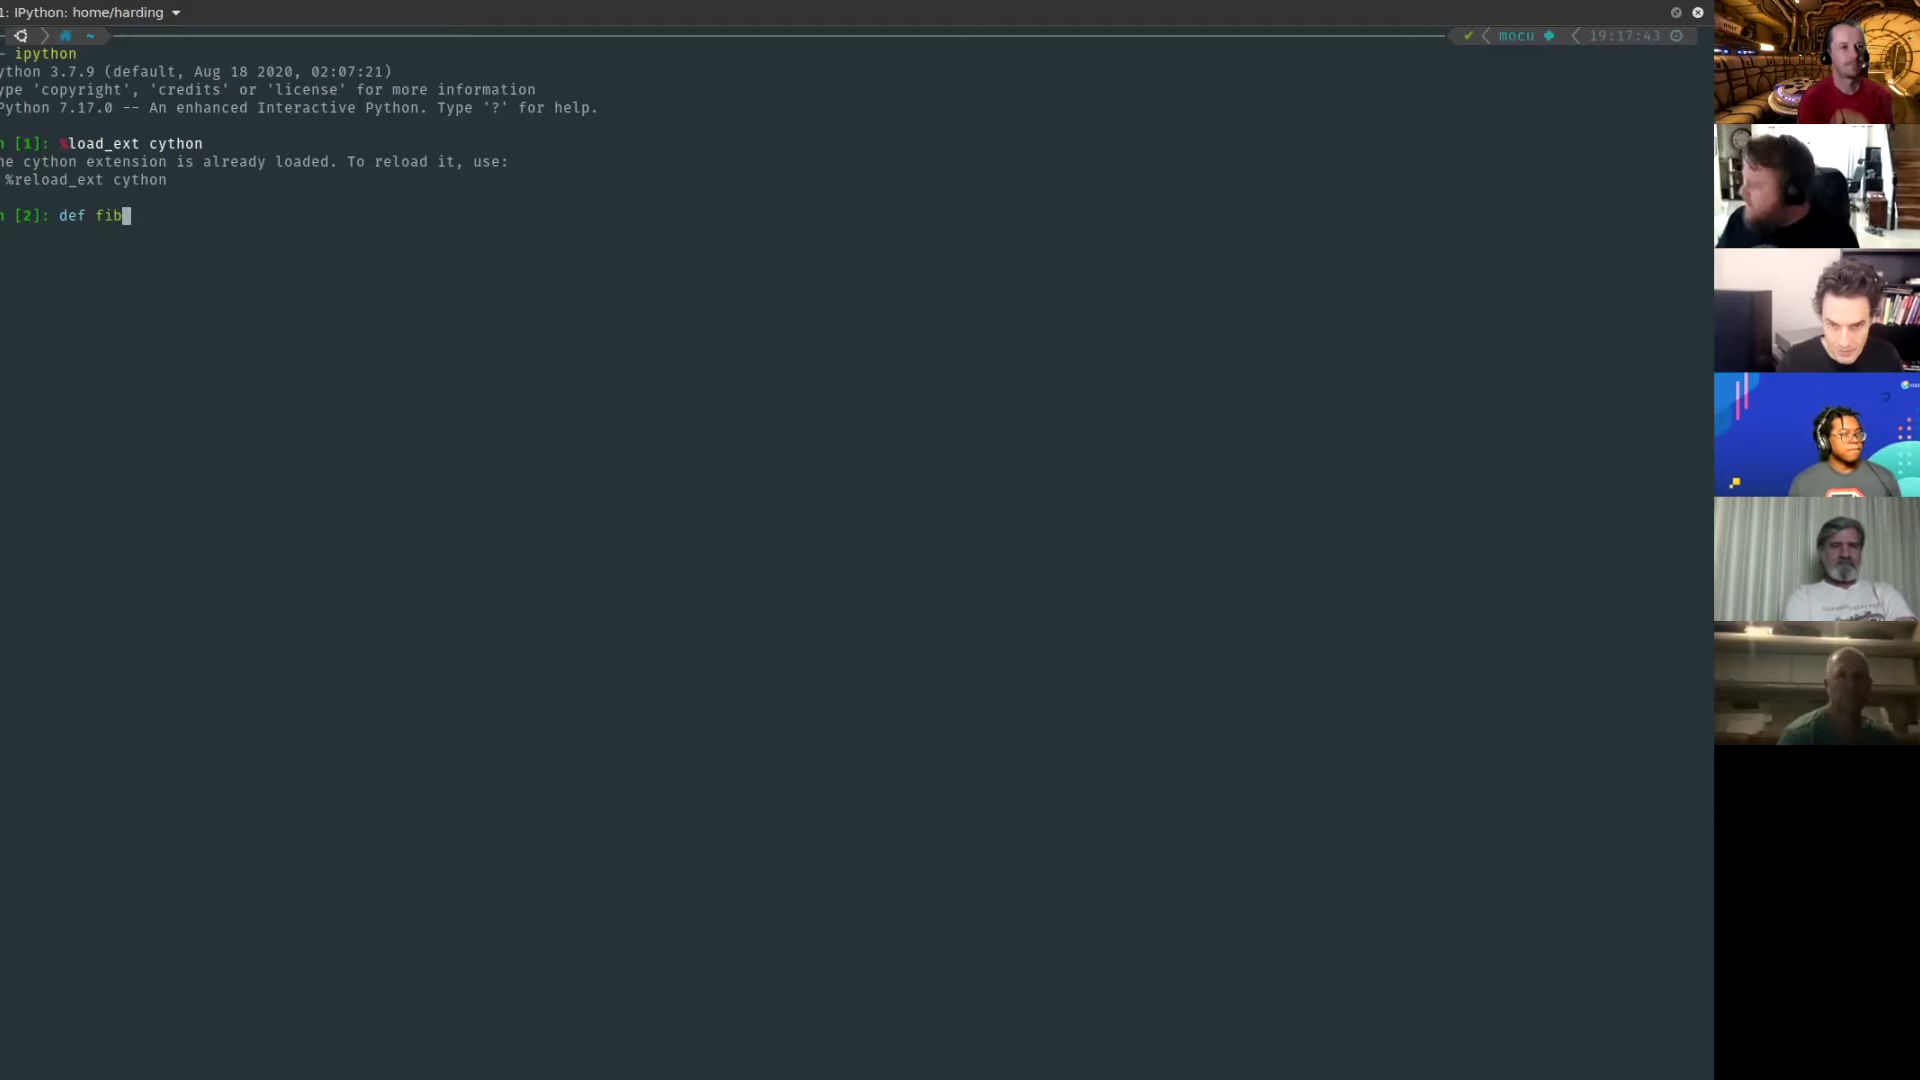 1: IPython: home/harding
~
mocu
19:17:43
ipython
ython 3.7.9 (default, Aug 18 2020, 02:07:21)
ype 'copyright', 'credits' or 'license' for more information
Python 7.17.0 -- An enhanced Interactive Python. Type '?' for help.
n [1]: %load_ext cython
he cython extension is already loaded. To reload it, use:
%reload_ext cython
n [2]: def fib